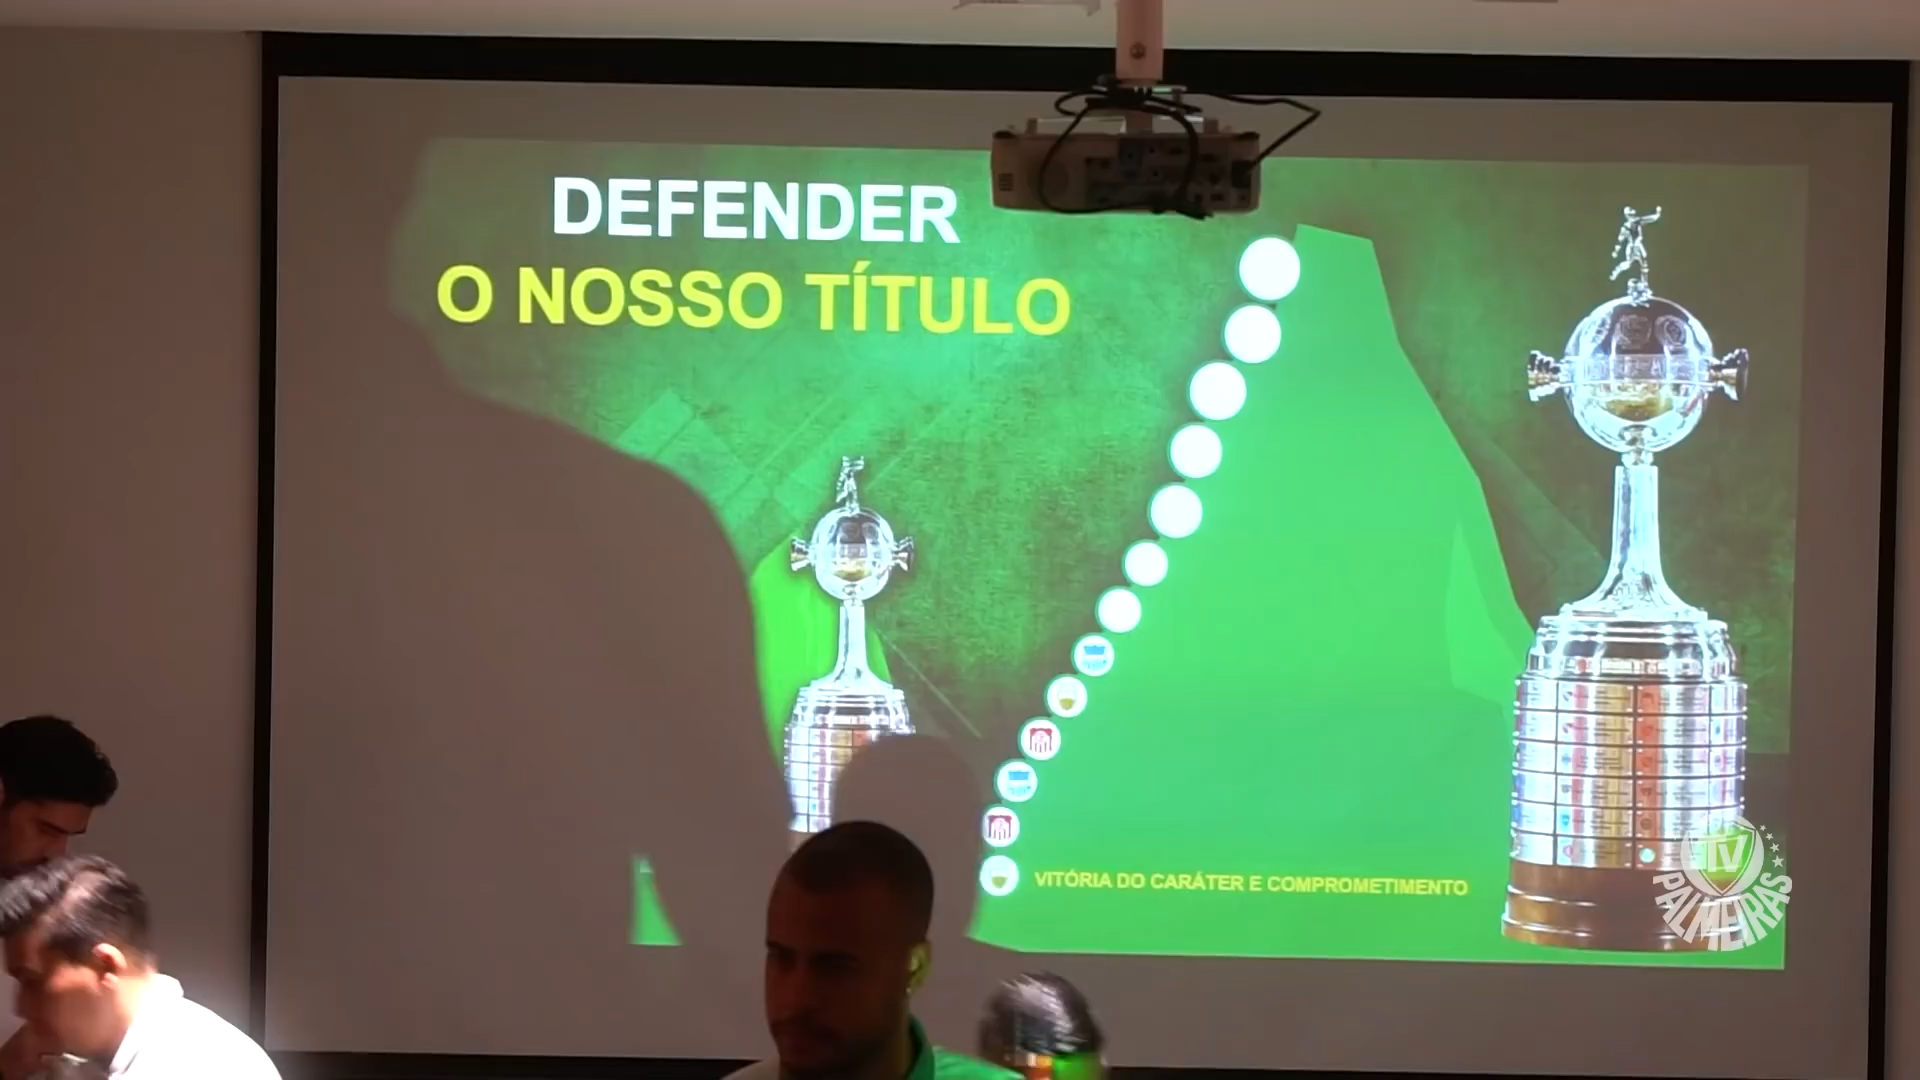 DEFENDER
O NOSSO TÍTULO
VITÓRIA DO CARÁTER E COMPROMETIMENTO
TV
PALMEIRAS